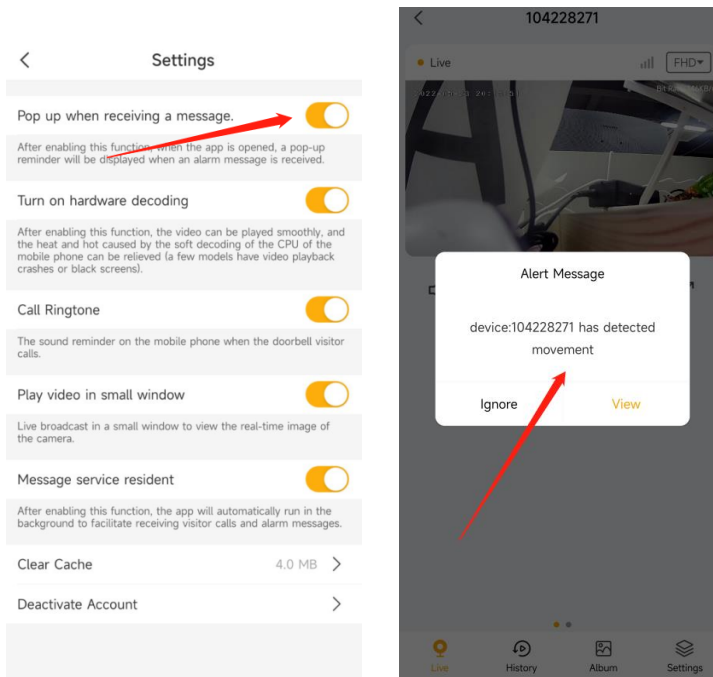 Settings
Pop up when receiving a message.
After enabling this function, when the app is opened, a pop-up
reminder will be displayed when an alarm message is received.
Turn on hardware decoding
After enabling this function, the video can be played smoothly, and
the heat and hot caused by the soft decoding of the CPU of the
mobile phone can be relieved (a few models have video playback
crashes or black screens).
Call Ringtone
The sound reminder on the mobile phone when the doorbell visitor
calls.
Play video in small window
Live broadcast in a small window to view the real-time image of
the camera.
Message service resident
After enabling this function, the app will automatically run in the
background to facilitate receiving visitor calls and alarm messages.
Clear Cache
4.0 MB
Deactivate Account
104228271
Live
FHD
Alert Message
device:104228271 has detected
movement
Ignore
View
Live
History
Album
Settings